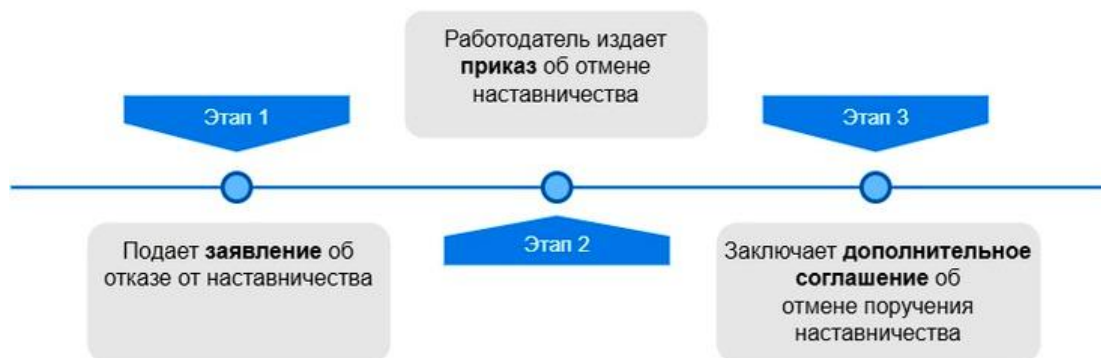 Этап 1
Подает заявление об
отказе от наставничества
Работодатель издает
приказ об отмене
наставничества
Этап 2
Этап 3
Заключает дополнительное
соглашение об
отмене поручения
наставничества